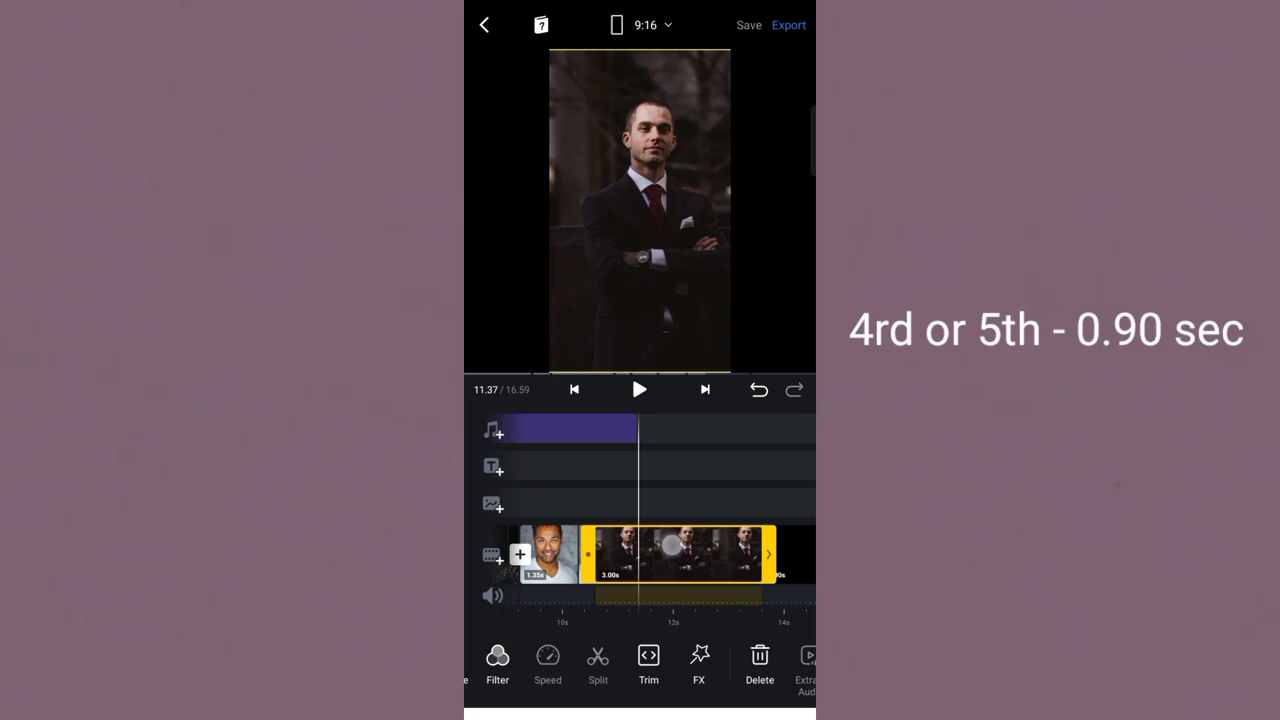 9:16
Save
Export
4rd or 5th - 0.90 sec
11.37 / 16.59
1.35s
3.00s
10s
12s
14s
Filter
Speed
Split
Trim
FX
Delete